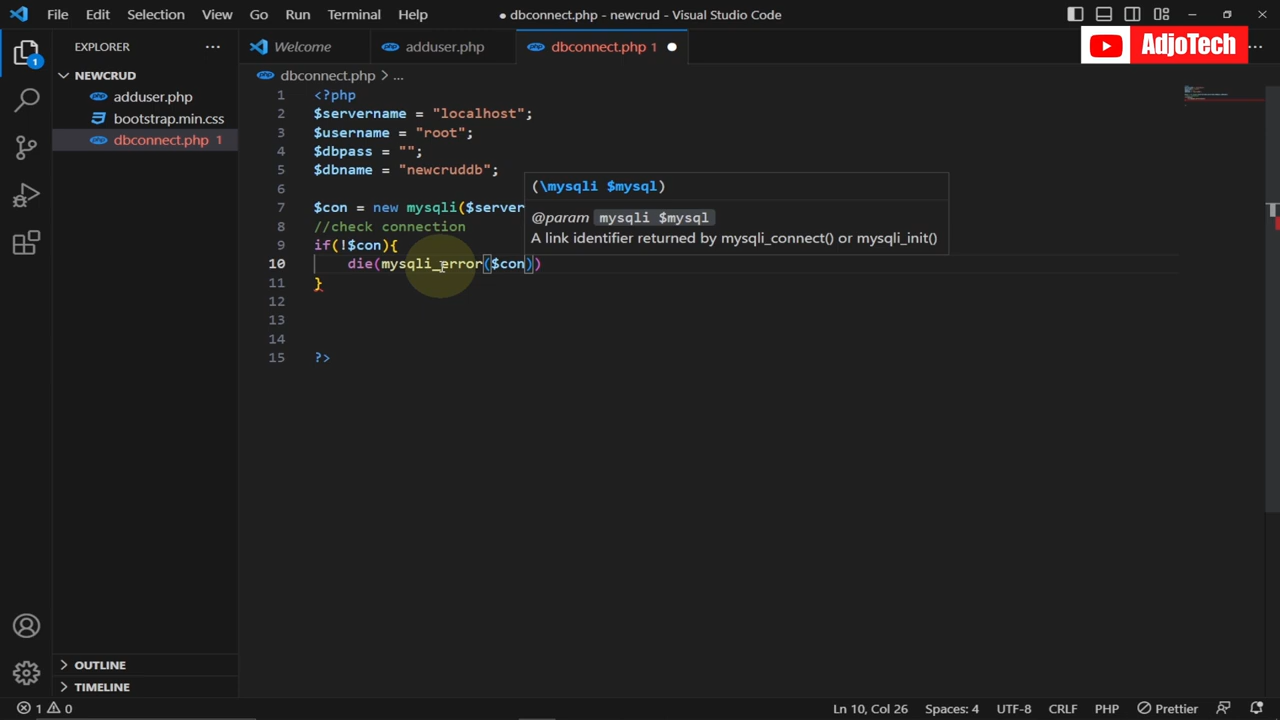 File Edit Selection View Go Run Terminal Help
● dbconnect.php - newcrud - Visual Studio Code
EXPLORER ...
Welcome
adduser.php
dbconnect.php 1 ●
AdjoTech
NEWCRUD
adduser.php
bootstrap.min.css
dbconnect.php 1
dbconnect.php > ...
1 <?php
2 $servername = "localhost";
3 $username = "root";
4 $dbpass = "";
5 $dbname = "newcruddb";
6
7 $con = new mysqli($server
8 //check connection
9 if(!$con){
10 die(mysqli_error($con))
11 }
12
13
14
15 ?>
(\mysqli $mysql)
@param mysqli $mysql
A link identifier returned by mysqli_connect() or mysqli_init()
1
OUTLINE
TIMELINE
1 0
Ln 10, Col 26 Spaces: 4 UTF-8 CRLF PHP Prettier